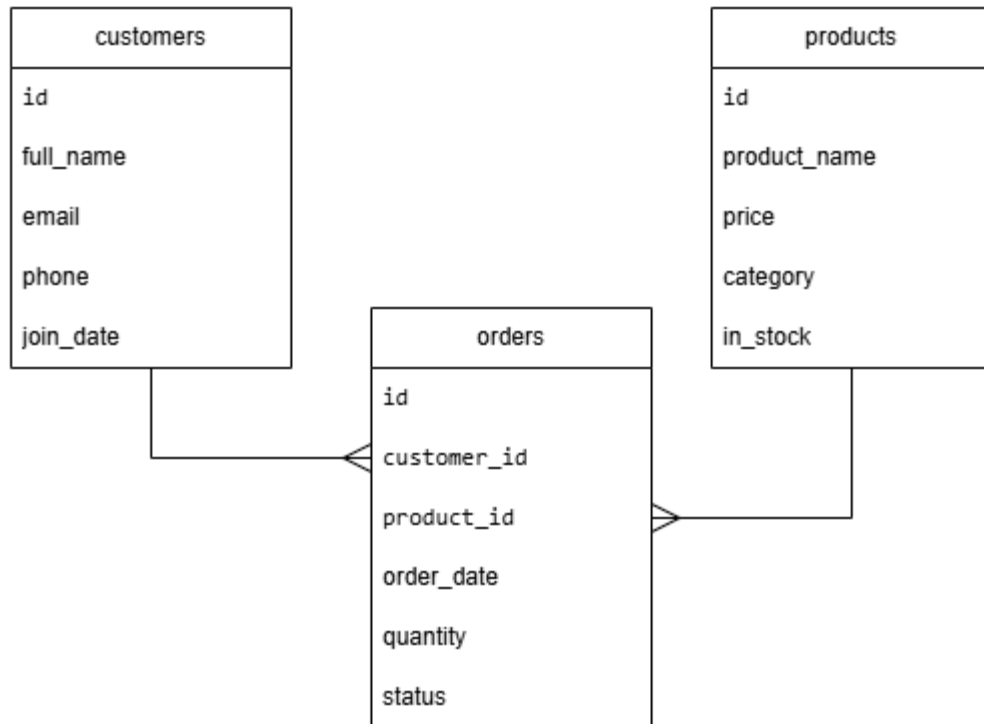 customers
id
full_name
email
phone
join_date
products
id
product_name
price
category
in_stock
orders
id
customer_id
product_id
order_date
quantity
status